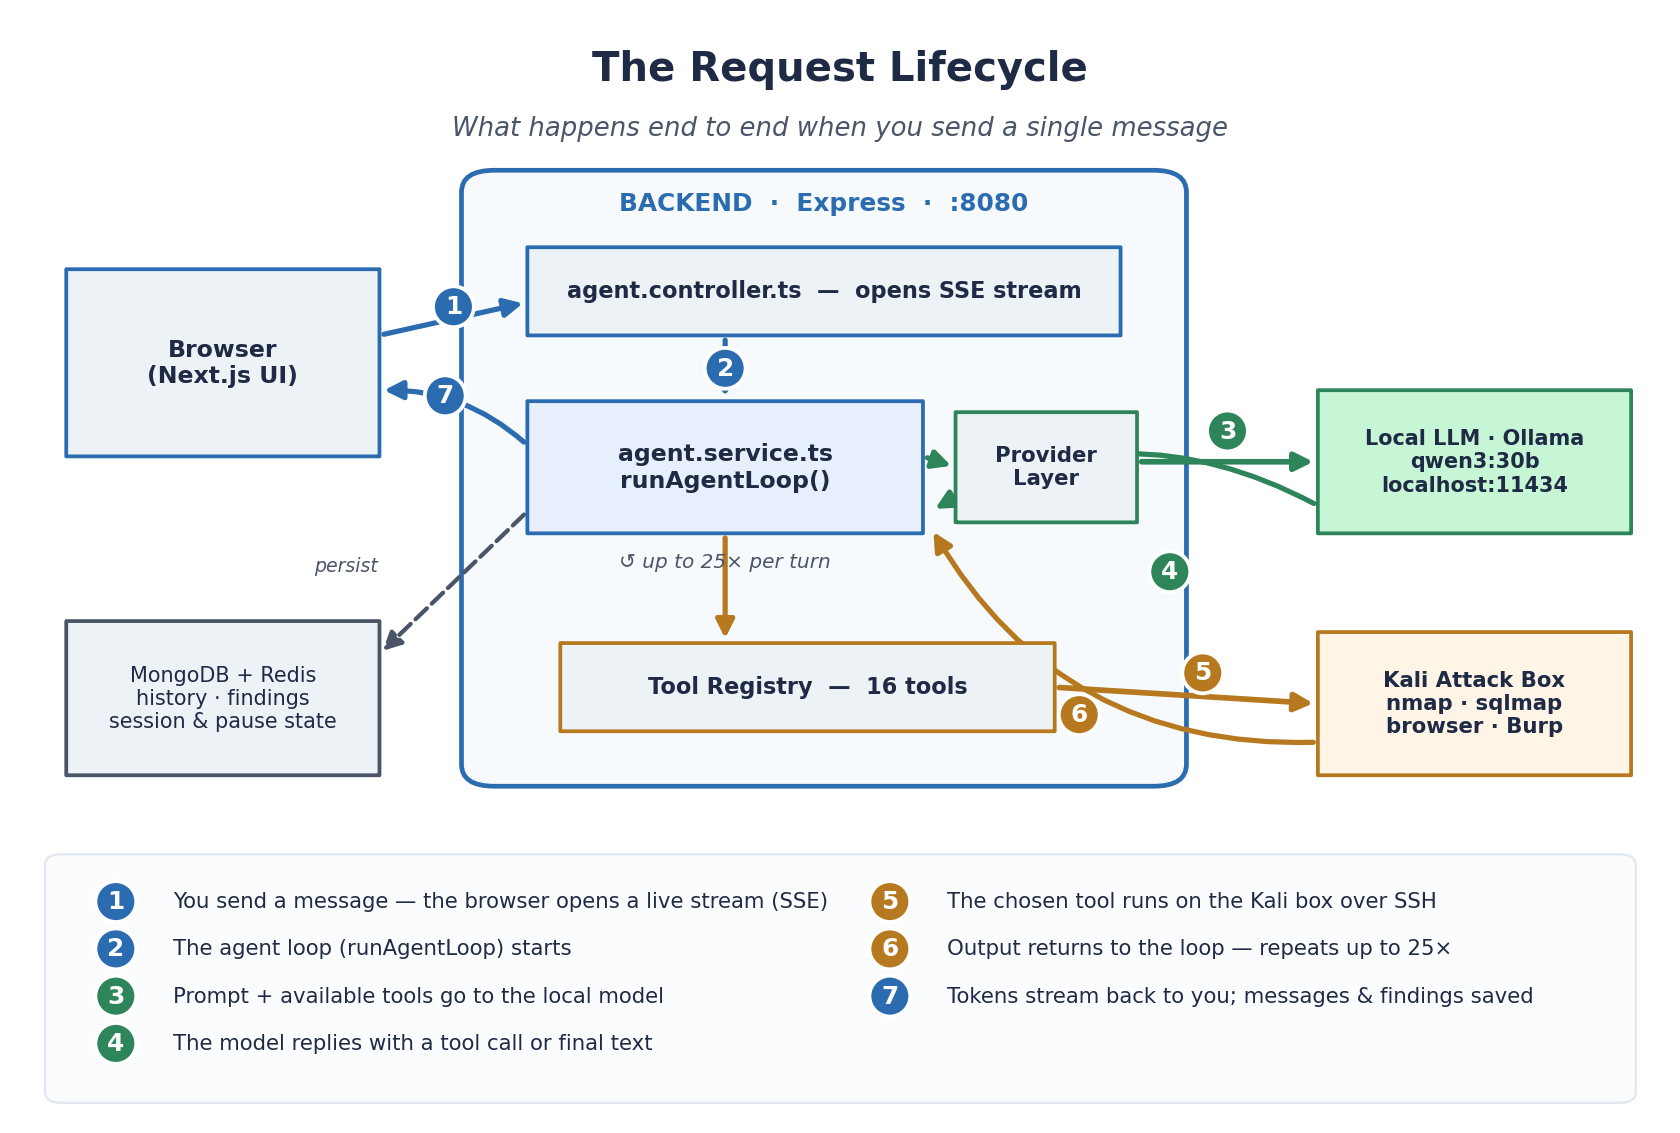 The Request Lifecycle
What happens end to end when you send a single message
BACKEND · Express · :8080
agent.controller.ts — opens SSE stream
1
Browser
(Next.js UI)
2
7
agent.service.ts
runAgentLoop()
Provider
Layer
3
Local LLM · Ollama
qwen3:30b
localhost:11434
↺ up to 25× per turn
persist
4
MongoDB + Redis
history · findings
session & pause state
Tool Registry — 16 tools
5
6
Kali Attack Box
nmap · sqlmap
browser · Burp
1 You send a message — the browser opens a live stream (SSE)
2 The agent loop (runAgentLoop) starts
3 Prompt + available tools go to the local model
4 The model replies with a tool call or final text
5 The chosen tool runs on the Kali box over SSH
6 Output returns to the loop — repeats up to 25×
7 Tokens stream back to you; messages & findings saved